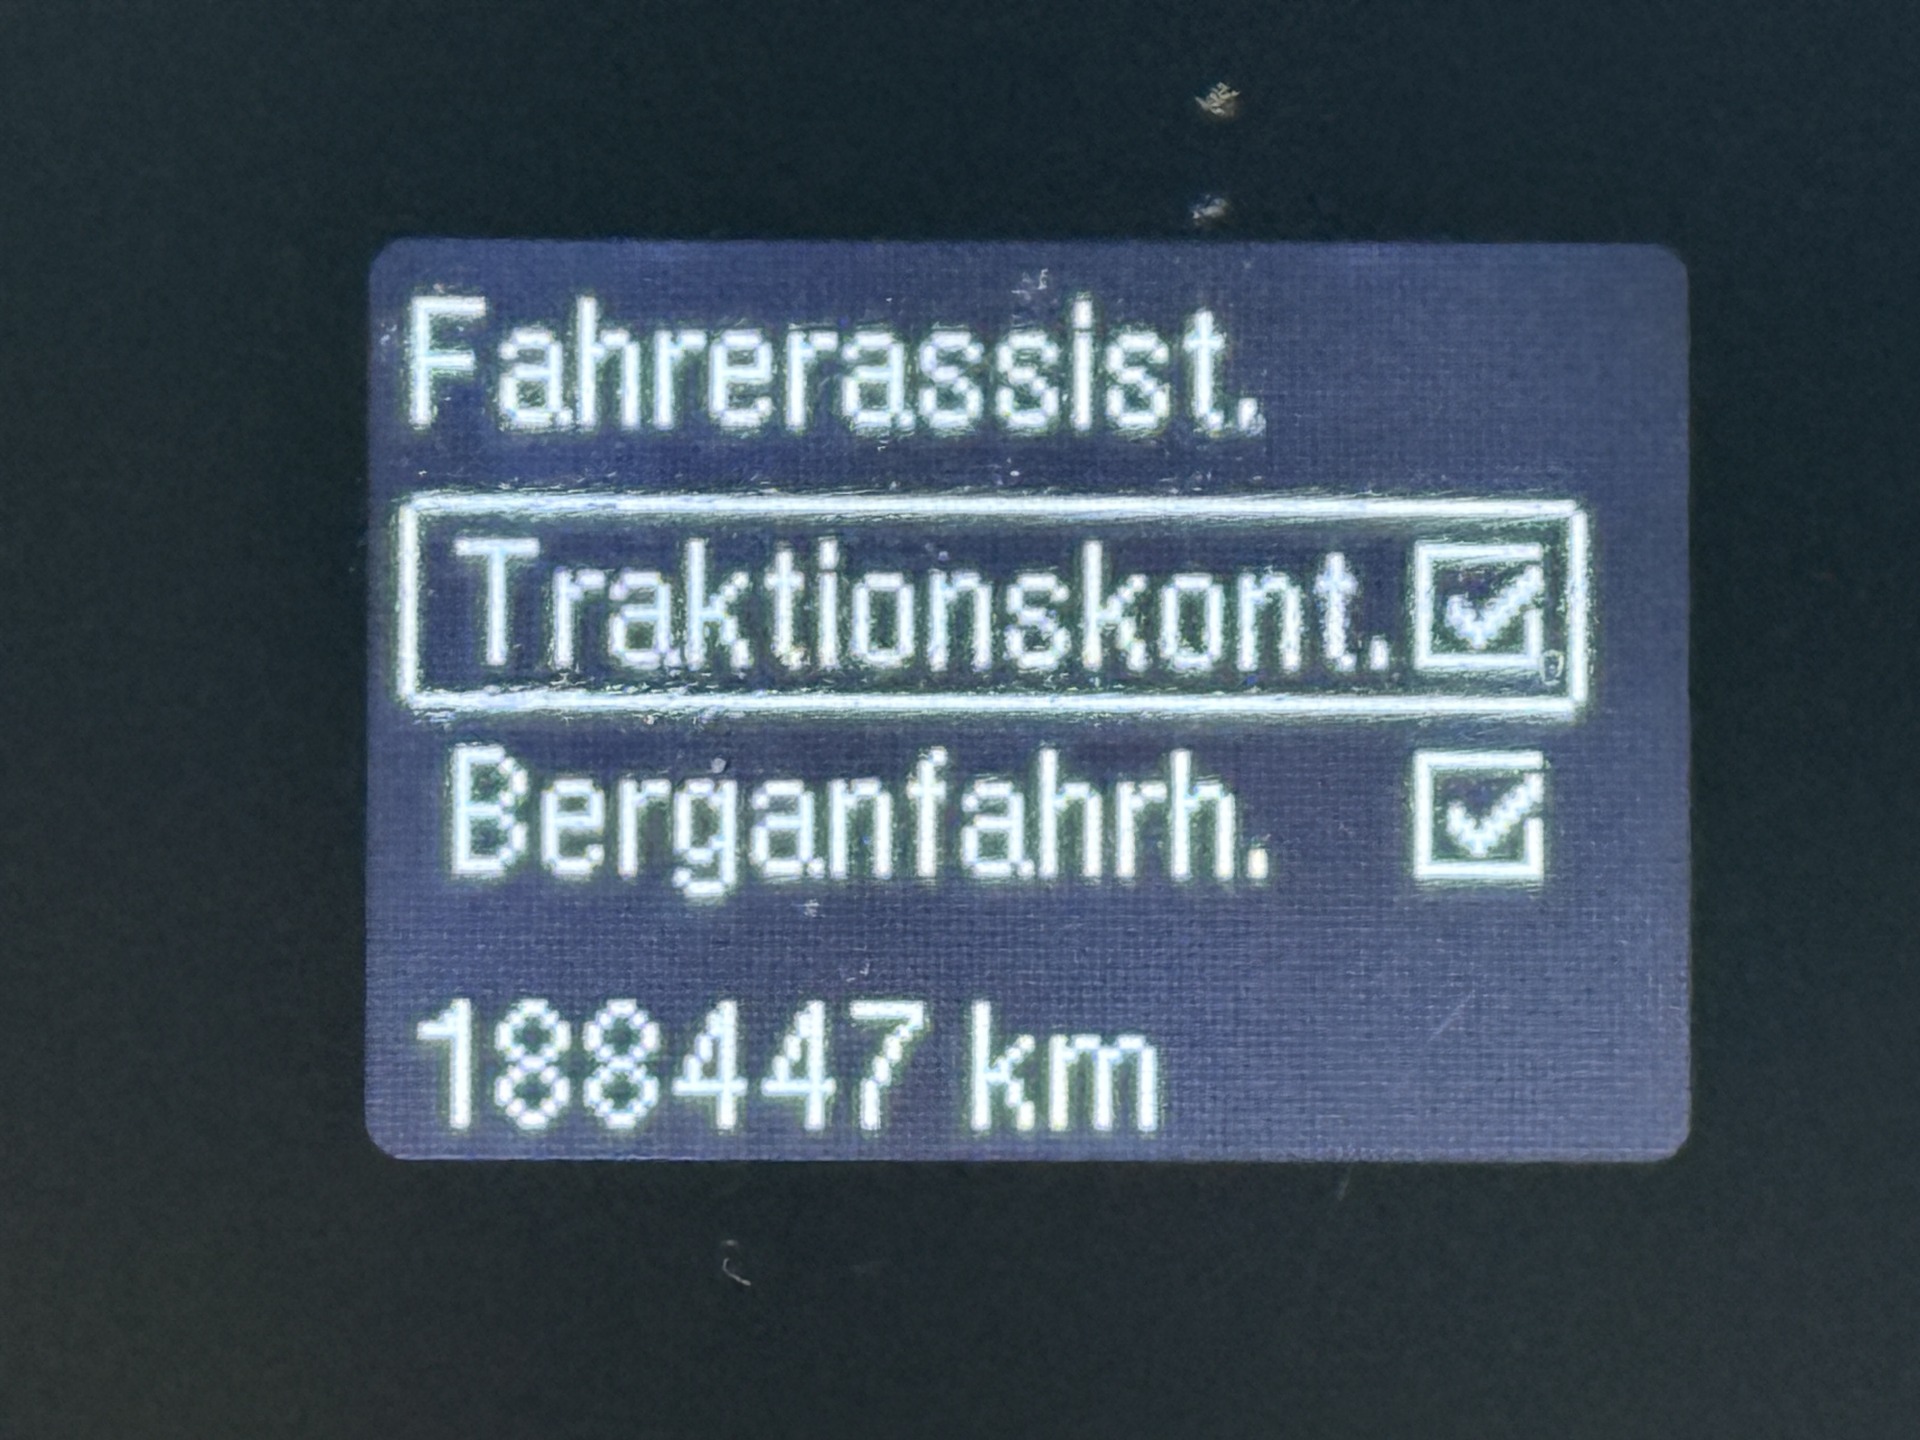 Fahrerassist.
Traktionskont.
Berganfahrh.
188447 km